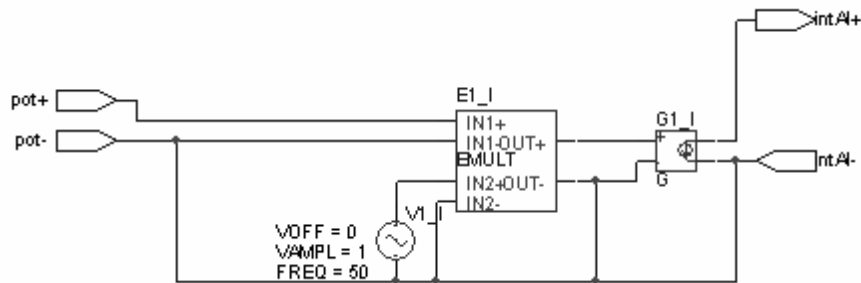 intAI+
pot+
E1_I
G1_I
IN1+
pot-
IN1-OUT+
EMULT
intAI-
IN2+OUT-
G
IN2-
V1_I
VOFF = 0
VAMPL = 1
FREQ = 50
+
-